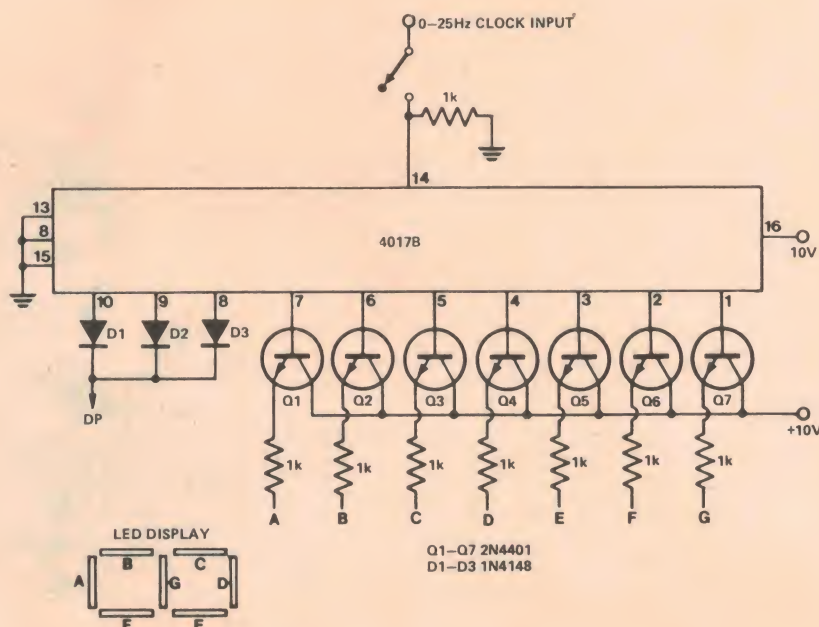 0–25Hz CLOCK INPUT
1k
14
13
8
15
4017B
16
10V
10
9
8
7
6
5
4
3
2
1
D1
D2
D3
Q1
Q2
Q3
Q4
Q5
Q6
Q7
DP
+10V
1k
1k
1k
1k
1k
1k
1k
A
B
C
D
E
F
G
LED DISPLAY
Q1–Q7 2N4401
D1–D3 1N4148
B
C
A
G
D